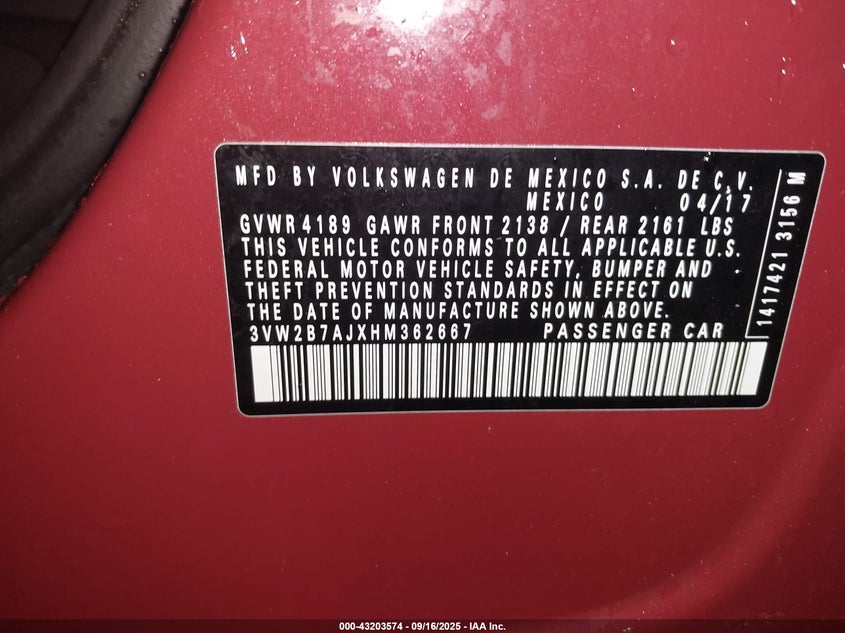 MFD BY VOLKSWAGEN DE MEXICO S.A. DE C.V.
MEXICO 04/17
GVWR 4189 GAWR FRONT 2138 / REAR 2161 LBS
THIS VEHICLE CONFORMS TO ALL APPLICABLE U.S.
FEDERAL MOTOR VEHICLE SAFETY, BUMPER AND
THEFT PREVENTION STANDARDS IN EFFECT ON
THE DATE OF MANUFACTURE SHOWN ABOVE.
3VW2B7AJXHM362667 PASSENGER CAR
1417421 3156 M
000-43203574 - 09/16/2025 - IAA Inc.